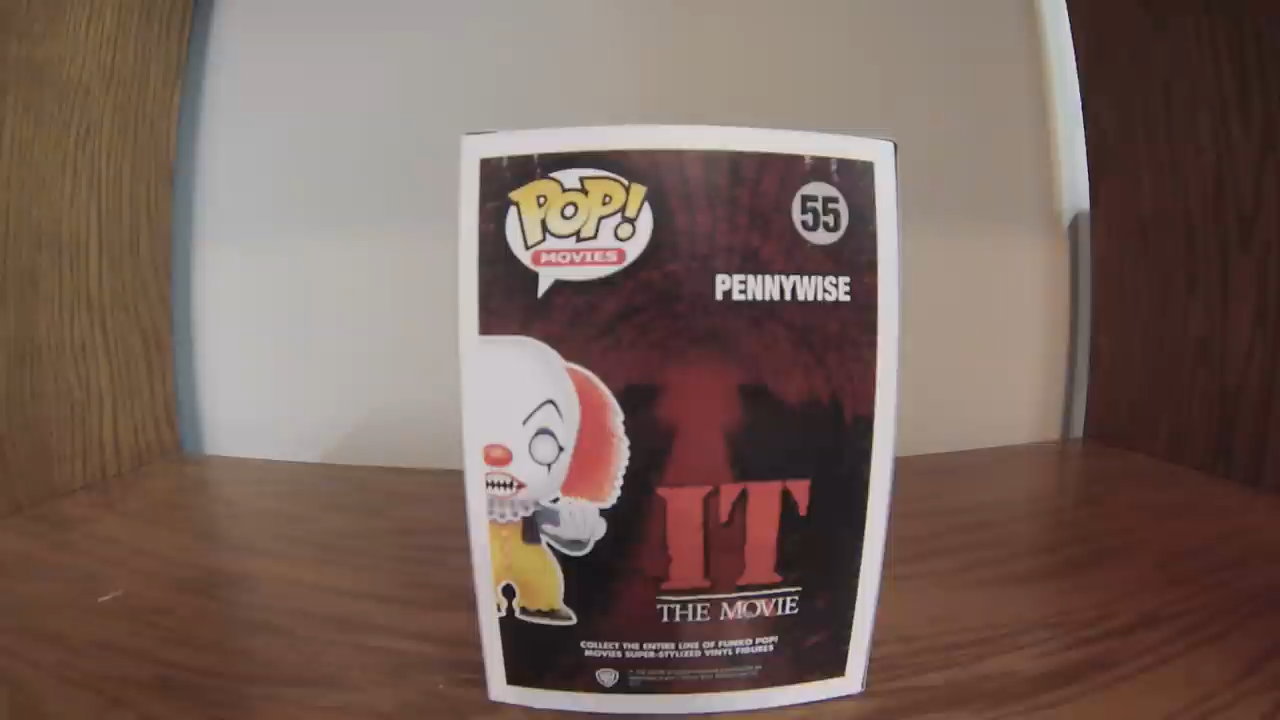 POP!
MOVIES
55
PENNYWISE
IT
THE MOVIE
COLLECT THE ENTIRE LINE OF FUNKO POP!
MOVIES SUPER-STYLIZED VINYL FIGURES
WB